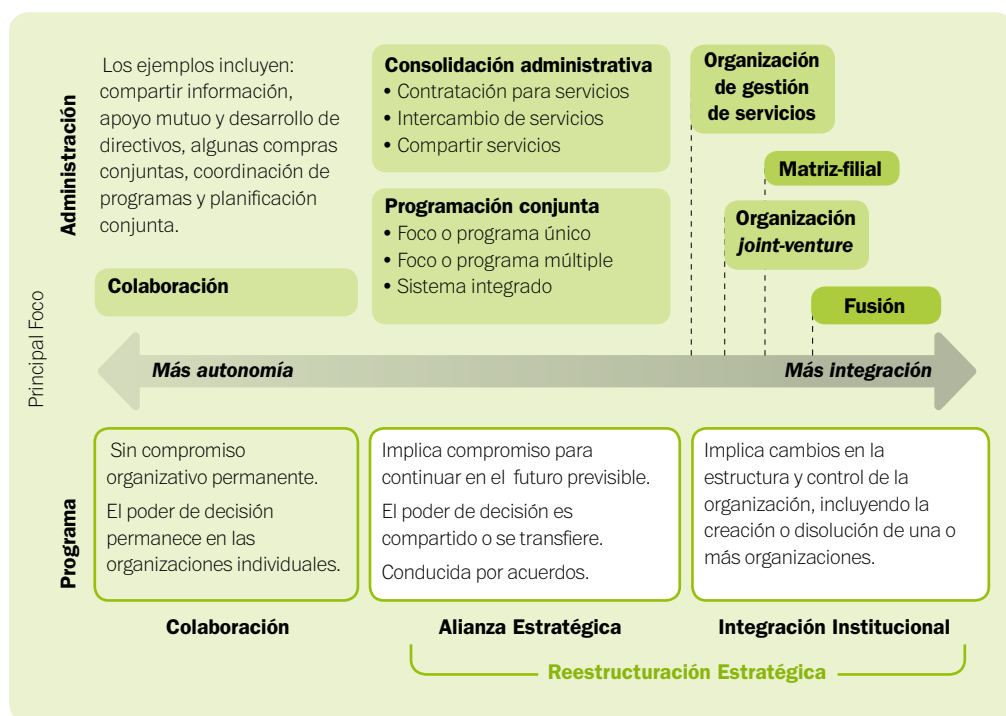 Principal Foco
Administración
Los ejemplos incluyen:
compartir información,
apoyo mutuo y desarrollo de
directivos, algunas compras
conjuntas, coordinación de
programas y planificación
conjunta.
Colaboración
Consolidación administrativa
• Contratación para servicios
• Intercambio de servicios
• Compartir servicios
Programación conjunta
• Foco o programa único
• Foco o programa múltiple
• Sistema integrado
Organización
de gestión
de servicios
Matriz-filial
Organización
joint-venture
Fusión
Más autonomía
Más integración
Programa
Sin compromiso
organizativo permanente.
El poder de decisión
permanece en las
organizaciones individuales.
Implica compromiso para
continuar en el futuro previsible.
El poder de decisión es
compartido o se transfiere.
Conducida por acuerdos.
Implica cambios en la
estructura y control de la
organización, incluyendo la
creación o disolución de una o
más organizaciones.
Colaboración
Alianza Estratégica
Integración Institucional
Reestructuración Estratégica